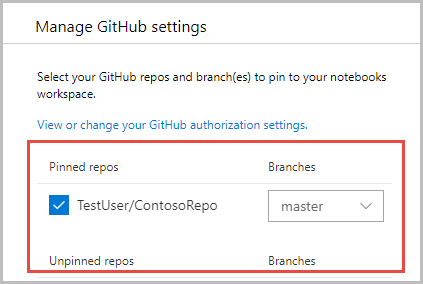 Manage GitHub settings
Select your GitHub repos and branch(es) to pin to your notebooks
workspace.
View or change your GitHub authorization settings.
Pinned repos Branches
TestUser/ContosoRepo master
Unpinned repos Branches